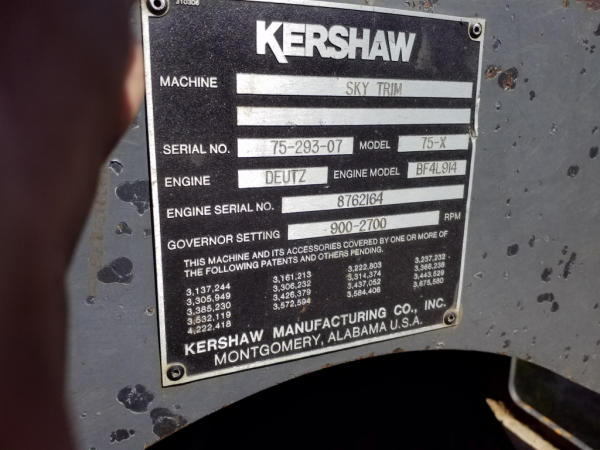 310306
KERSHAW
MACHINE SKY TRIM
SERIAL NO. 75-293-07 MODEL 75-X
ENGINE DEUTZ ENGINE MODEL BF4L914
ENGINE SERIAL NO. 8762164
GOVERNOR SETTING 900-2700 RPM
THIS MACHINE AND ITS ACCESSORIES COVERED BY ONE OR MORE OF
THE FOLLOWING PATENTS AND OTHERS PENDING.
3,137,244 3,161,213 3,222,803 3,237,232
3,305,949 3,306,232 3,314,374 3,366,238
3,385,230 3,426,379 3,437,052 3,443,529
3,532,119 3,572,594 3,584,406 3,675,580
4,222,418
KERSHAW MANUFACTURING CO., INC.
MONTGOMERY, ALABAMA U.S.A.